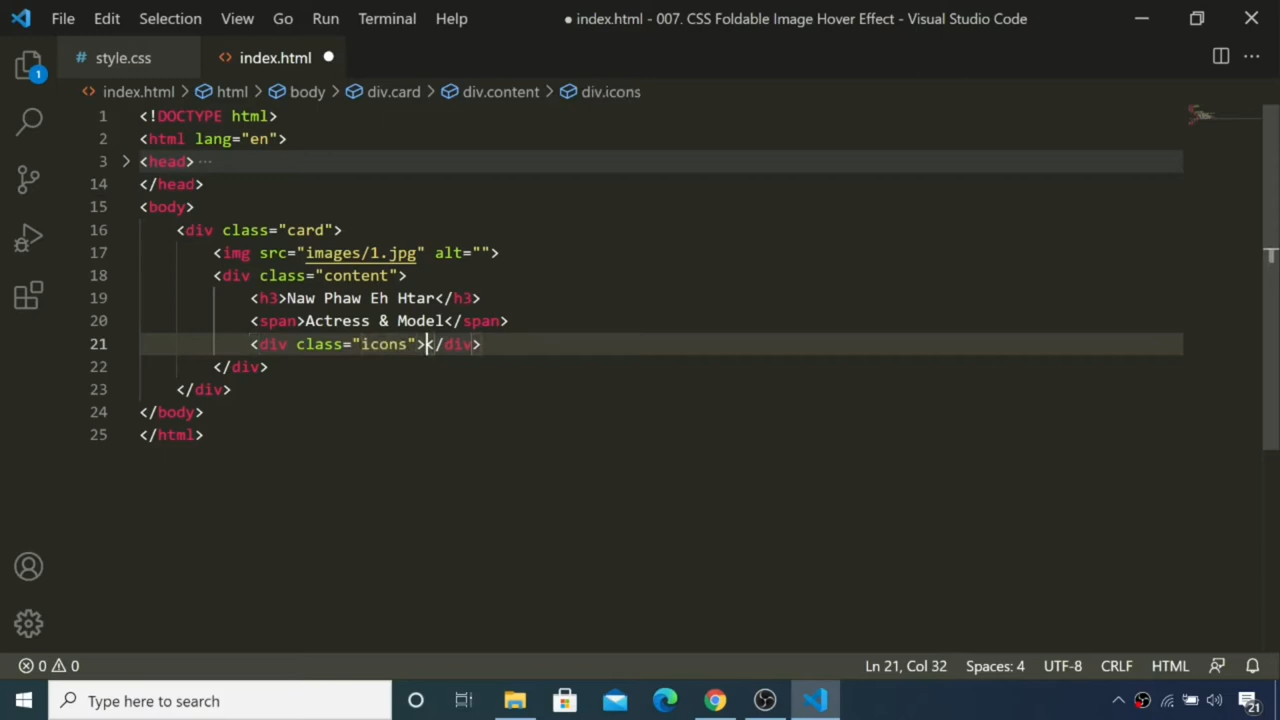 File Edit Selection View Go Run Terminal Help ● index.html - 007. CSS Foldable Image Hover Effect - Visual Studio Code
# style.css <> index.html ●
1
<> index.html > html > body > div.card > div.content > div.icons
1 <!DOCTYPE html>
2 <html lang="en">
3 <head> ...
14 </head>
15 <body>
16 <div class="card">
17 <img src="images/1.jpg" alt="">
18 <div class="content">
19 <h3>Naw Phaw Eh Htar</h3>
20 <span>Actress & Model</span>
21 <div class="icons"></div>
22 </div>
23 </div>
24 </body>
25 </html>
0 0 Ln 21, Col 32 Spaces: 4 UTF-8 CRLF HTML
Type here to search
21